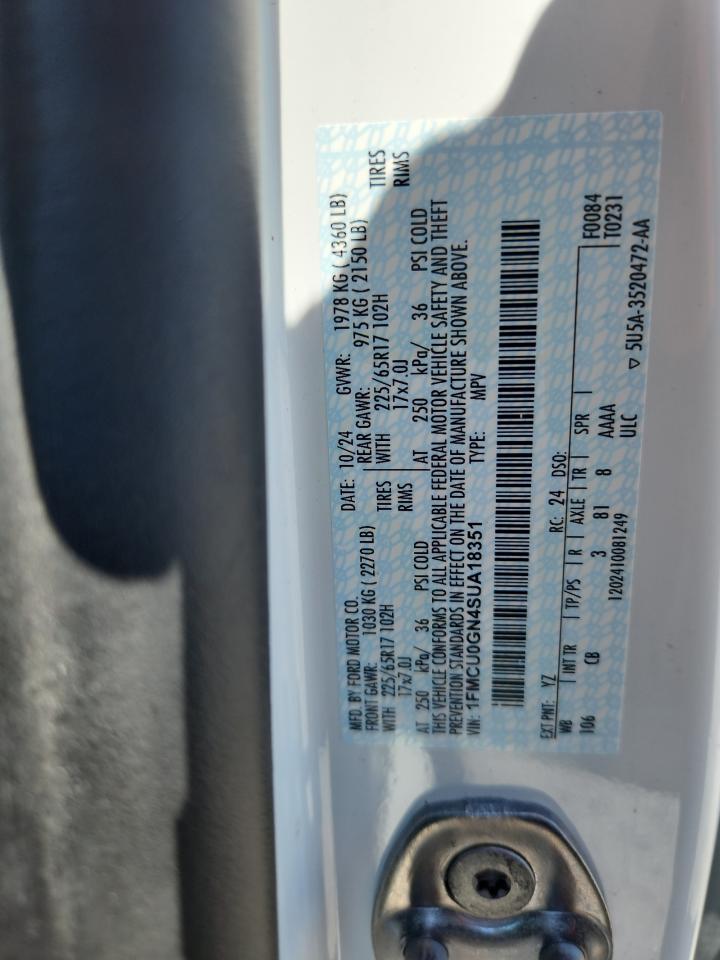 MFD. BY FORD MOTOR CO.
DATE: 10/24 GVWR: 1978 KG ( 4360 LB)
FRONT GAWR: 1030 KG ( 2270 LB) REAR GAWR: 975 KG ( 2150 LB)
WITH 225/65R17 102H TIRES WITH 225/65R17 102H TIRES
17x7.0J RIMS 17x7.0J RIMS
AT 250 kPa/ 36 PSI COLD AT 250 kPa/ 36 PSI COLD
THIS VEHICLE CONFORMS TO ALL APPLICABLE FEDERAL MOTOR VEHICLE SAFETY AND THEFT
PREVENTION STANDARDS IN EFFECT ON THE DATE OF MANUFACTURE SHOWN ABOVE.
VIN: 1FMCU0GN4SUA18351 TYPE: MPV
EXT PNT: YZ RC: 24 DSO: F0084
WB INT TR TP/PS R AXLE TR SPR T0231
106 CB 3 81 8 AAAA
1202410081249 ULC ▽ 5U5A-3520472-AA